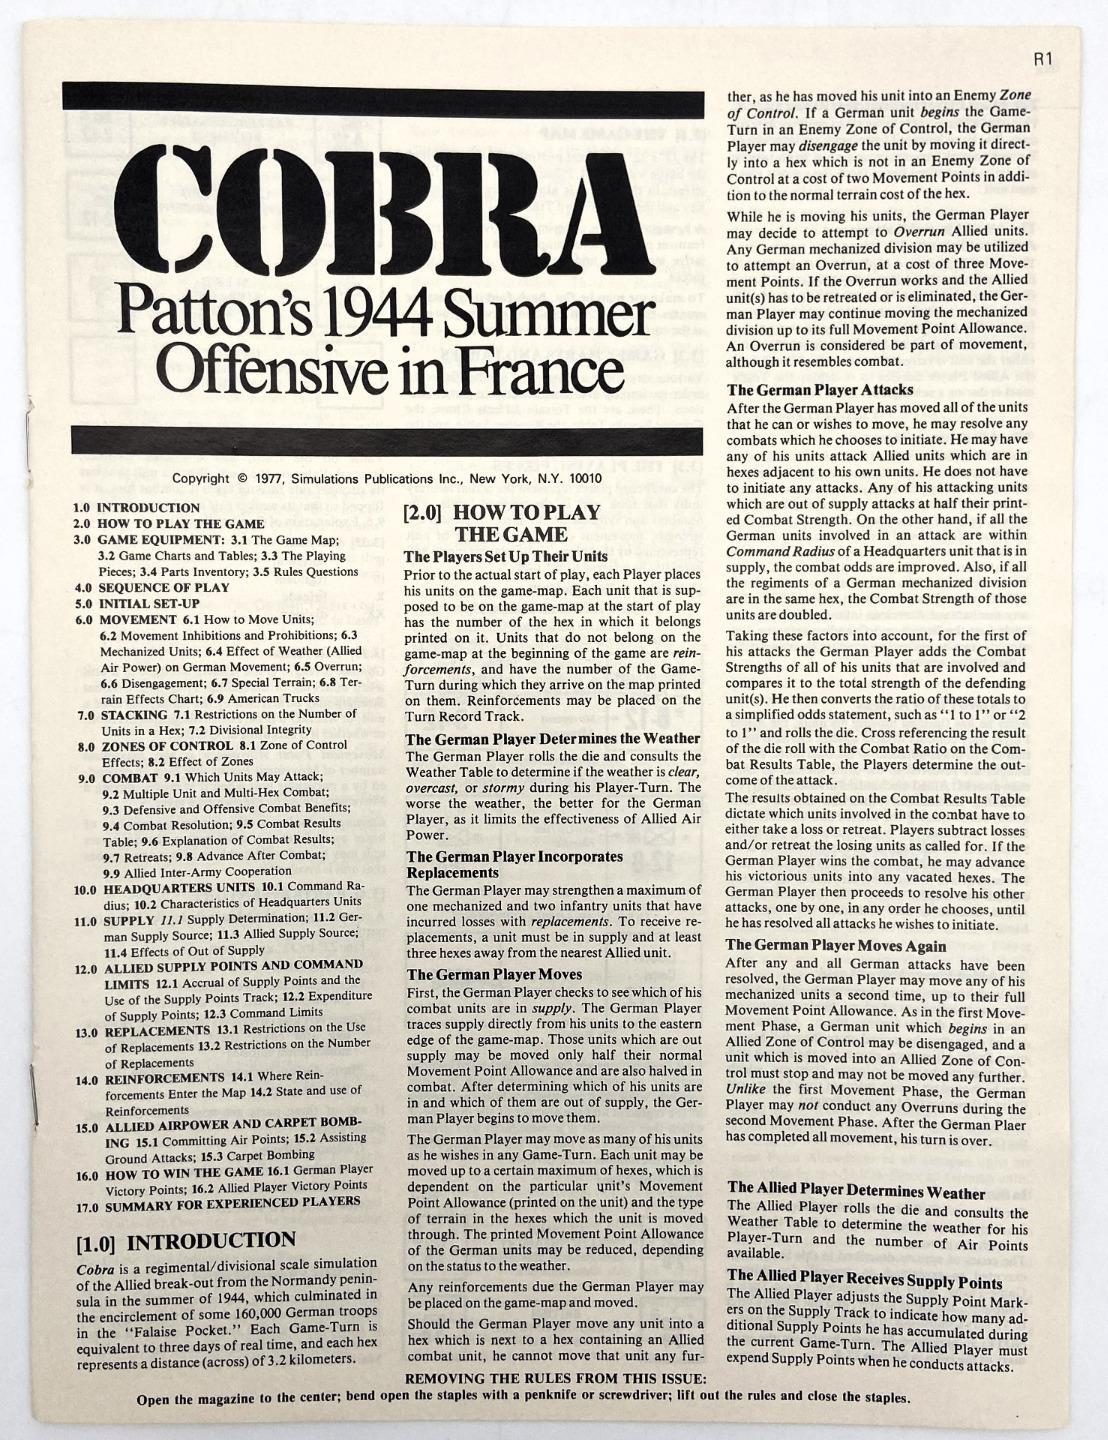 R1
COBRA
Patton's 1944 Summer
Offensive in France
Copyright © 1977, Simulations Publications Inc., New York, N.Y. 10010
1.0 INTRODUCTION
2.0 HOW TO PLAY THE GAME
3.0 GAME EQUIPMENT: 3.1 The Game Map;
3.2 Game Charts and Tables; 3.3 The Playing
Pieces; 3.4 Parts Inventory; 3.5 Rules Questions
4.0 SEQUENCE OF PLAY
5.0 INITIAL SET-UP
6.0 MOVEMENT 6.1 How to Move Units;
6.2 Movement Inhibitions and Prohibitions; 6.3
Mechanized Units; 6.4 Effect of Weather (Allied
Air Power) on German Movement; 6.5 Overrun;
6.6 Disengagement; 6.7 Special Terrain; 6.8 Ter-
rain Effects Chart; 6.9 American Trucks
7.0 STACKING 7.1 Restrictions on the Number of
Units in a Hex; 7.2 Divisional Integrity
8.0 ZONES OF CONTROL 8.1 Zone of Control
Effects; 8.2 Effect of Zones
9.0 COMBAT 9.1 Which Units May Attack;
9.2 Multiple Unit and Multi-Hex Combat;
9.3 Defensive and Offensive Combat Benefits;
9.4 Combat Resolution; 9.5 Combat Results
Table; 9.6 Explanation of Combat Results;
9.7 Retreats; 9.8 Advance After Combat;
9.9 Allied Inter-Army Cooperation
10.0 HEADQUARTERS UNITS 10.1 Command Ra-
dius; 10.2 Characteristics of Headquarters Units
11.0 SUPPLY 11.1 Supply Determination; 11.2 Ger-
man Supply Source; 11.3 Allied Supply Source;
11.4 Effects of Out of Supply
12.0 ALLIED SUPPLY POINTS AND COMMAND
LIMITS 12.1 Accrual of Supply Points and the
Use of the Supply Points Track; 12.2 Expenditure
of Supply Points; 12.3 Command Limits
13.0 REPLACEMENTS 13.1 Restrictions on the Use
of Replacements 13.2 Restrictions on the Number
of Replacements
14.0 REINFORCEMENTS 14.1 Where Rein-
forcements Enter the Map 14.2 State and use of
Reinforcements
15.0 ALLIED AIRPOWER AND CARPET BOMB-
ING 15.1 Committing Air Points; 15.2 Assisting
Ground Attacks; 15.3 Carpet Bombing
16.0 HOW TO WIN THE GAME 16.1 German Player
Victory Points; 16.2 Allied Player Victory Points
17.0 SUMMARY FOR EXPERIENCED PLAYERS
[1.0] INTRODUCTION
Cobra is a regimental/divisional scale simulation
of the Allied break-out from the Normandy penin-
sula in the summer of 1944, which culminated in
the encirclement of some 160,000 German troops
in the "Falaise Pocket." Each Game-Turn is
equivalent to three days of real time, and each hex
represents a distance (across) of 3.2 kilometers.
[2.0] HOW TO PLAY
THE GAME
The Players Set Up Their Units
Prior to the actual start of play, each Player places
his units on the game-map. Each unit that is sup-
posed to be on the game-map at the start of play
has the number of the hex in which it belongs
printed on it. Units that do not belong on the
game-map at the beginning of the game are rein-
forcements, and have the number of the Game-
Turn during which they arrive on the map printed
on them. Reinforcements may be placed on the
Turn Record Track.
The German Player Determines the Weather
The German Player rolls the die and consults the
Weather Table to determine if the weather is clear,
overcast, or stormy during his Player-Turn. The
worse the weather, the better for the German
Player, as it limits the effectiveness of Allied Air
Power.
The German Player Incorporates
Replacements
The German Player may strengthen a maximum of
one mechanized and two infantry units that have
incurred losses with replacements. To receive re-
placements, a unit must be in supply and at least
three hexes away from the nearest Allied unit.
The German Player Moves
First, the German Player checks to see which of his
combat units are in supply. The German Player
traces supply directly from his units to the eastern
edge of the game-map. Those units which are out
supply may be moved only half their normal
Movement Point Allowance and are also halved in
combat. After determining which of his units are
in and which of them are out of supply, the Ger-
man Player begins to move them.
The German Player may move as many of his units
as he wishes in any Game-Turn. Each unit may be
moved up to a certain maximum of hexes, which is
dependent on the particular unit's Movement
Point Allowance (printed on the unit) and the type
of terrain in the hexes which the unit is moved
through. The printed Movement Point Allowance
of the German units may be reduced, depending
on the status to the weather.
Any reinforcements due the German Player may
be placed on the game-map and moved.
Should the German Player move any unit into a
hex which is next to a hex containing an Allied
combat unit, he cannot move that unit any fur-
ther, as he has moved his unit into an Enemy Zone
of Control. If a German unit begins the Game-
Turn in an Enemy Zone of Control, the German
Player may disengage the unit by moving it direct-
ly into a hex which is not in an Enemy Zone of
Control at a cost of two Movement Points in addi-
tion to the normal terrain cost of the hex.
While he is moving his units, the German Player
may decide to attempt to Overrun Allied units.
Any German mechanized division may be utilized
to attempt an Overrun, at a cost of three Move-
ment Points. If the Overrun works and the Allied
unit(s) has to be retreated or is eliminated, the Ger-
man Player may continue moving the mechanized
division up to its full Movement Point Allowance.
An Overrun is considered be part of movement,
although it resembles combat.
The German Player Attacks
After the German Player has moved all of the units
that he can or wishes to move, he may resolve any
combats which he chooses to initiate. He may have
any of his units attack Allied units which are in
hexes adjacent to his own units. He does not have
to initiate any attacks. Any of his attacking units
which are out of supply attacks at half their print-
ed Combat Strength. On the other hand, if all the
German units involved in an attack are within
Command Radius of a Headquarters unit that is in
supply, the combat odds are improved. Also, if all
the regiments of a German mechanized division
are in the same hex, the Combat Strength of those
units are doubled.
Taking these factors into account, for the first of
his attacks the German Player adds the Combat
Strengths of all of his units that are involved and
compares it to the total strength of the defending
unit(s). He then converts the ratio of these totals to
a simplified odds statement, such as "1 to 1" or "2
to 1" and rolls the die. Cross referencing the result
of the die roll with the Combat Ratio on the Com-
bat Results Table, the Players determine the out-
come of the attack.
The results obtained on the Combat Results Table
dictate which units involved in the combat have to
either take a loss or retreat. Players subtract losses
and/or retreat the losing units as called for. If the
German Player wins the combat, he may advance
his victorious units into any vacated hexes. The
German Player then proceeds to resolve his other
attacks, one by one, in any order he chooses, until
he has resolved all attacks he wishes to initiate.
The German Player Moves Again
After any and all German attacks have been
resolved, the German Player may move any of his
mechanized units a second time, up to their full
Movement Point Allowance. As in the first Move-
ment Phase, a German unit which begins in an
Allied Zone of Control may be disengaged, and a
unit which is moved into an Allied Zone of Con-
trol must stop and may not be moved any further.
Unlike the first Movement Phase, the German
Player may not conduct any Overruns during the
second Movement Phase. After the German Plaer
has completed all movement, his turn is over.
The Allied Player Determines Weather
The Allied Player rolls the die and consults the
Weather Table to determine the weather for his
Player-Turn and the number of Air Points
available.
The Allied Player Receives Supply Points
The Allied Player adjusts the Supply Point Mark-
ers on the Supply Track to indicate how many ad-
ditional Supply Points he has accumulated during
the current Game-Turn. The Allied Player must
expend Supply Points when he conducts attacks.
REMOVING THE RULES FROM THIS ISSUE:
Open the magazine to the center; bend open the staples with a penknife or screwdriver; lift out the rules and close the staples.